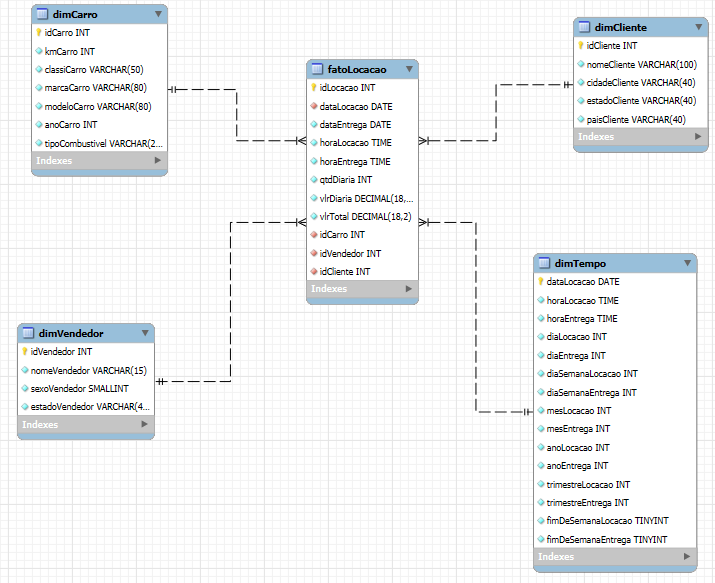 dimCarro
idCarro INT
kmCarro INT
classiCarro VARCHAR(50)
marcaCarro VARCHAR(80)
modeloCarro VARCHAR(80)
anoCarro INT
tipoCombustivel VARCHAR(2...
Indexes
fatoLocacao
idLocacao INT
dataLocacao DATE
dataEntrega DATE
horaLocacao TIME
horaEntrega TIME
qtdDiaria INT
vlrDiaria DECIMAL(18,...
vlrTotal DECIMAL(18,2)
idCarro INT
idVendedor INT
idCliente INT
Indexes
dimCliente
idCliente INT
nomeCliente VARCHAR(100)
cidadeCliente VARCHAR(40)
estadoCliente VARCHAR(40)
paisCliente VARCHAR(40)
Indexes
dimVendedor
idVendedor INT
nomeVendedor VARCHAR(15)
sexoVendedor SMALLINT
estadoVendedor VARCHAR(4...
Indexes
dimTempo
dataLocacao DATE
horaLocacao TIME
horaEntrega TIME
diaLocacao INT
diaEntrega INT
diaSemanaLocacao INT
diaSemanaEntrega INT
mesLocacao INT
mesEntrega INT
anoLocacao INT
anoEntrega INT
trimestreLocacao INT
trimestreEntrega INT
fimDeSemanaLocacao TINYINT
fimDeSemanaEntrega TINYINT
Indexes